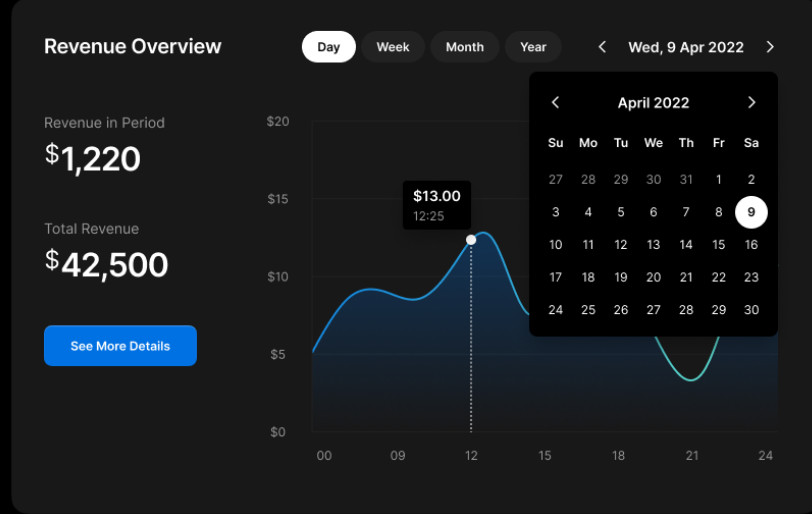 Revenue Overview
Day Week Month Year
Wed, 9 Apr 2022
Revenue in Period
$1,220
Total Revenue
$42,500
See More Details
$20
$15
$10
$5
$0
$13.00
12:25
00 09 12 15 18 21 24
April 2022
Su Mo Tu We Th Fr Sa
27 28 29 30 31 1 2
3 4 5 6 7 8 9
10 11 12 13 14 15 16
17 18 19 20 21 22 23
24 25 26 27 28 29 30